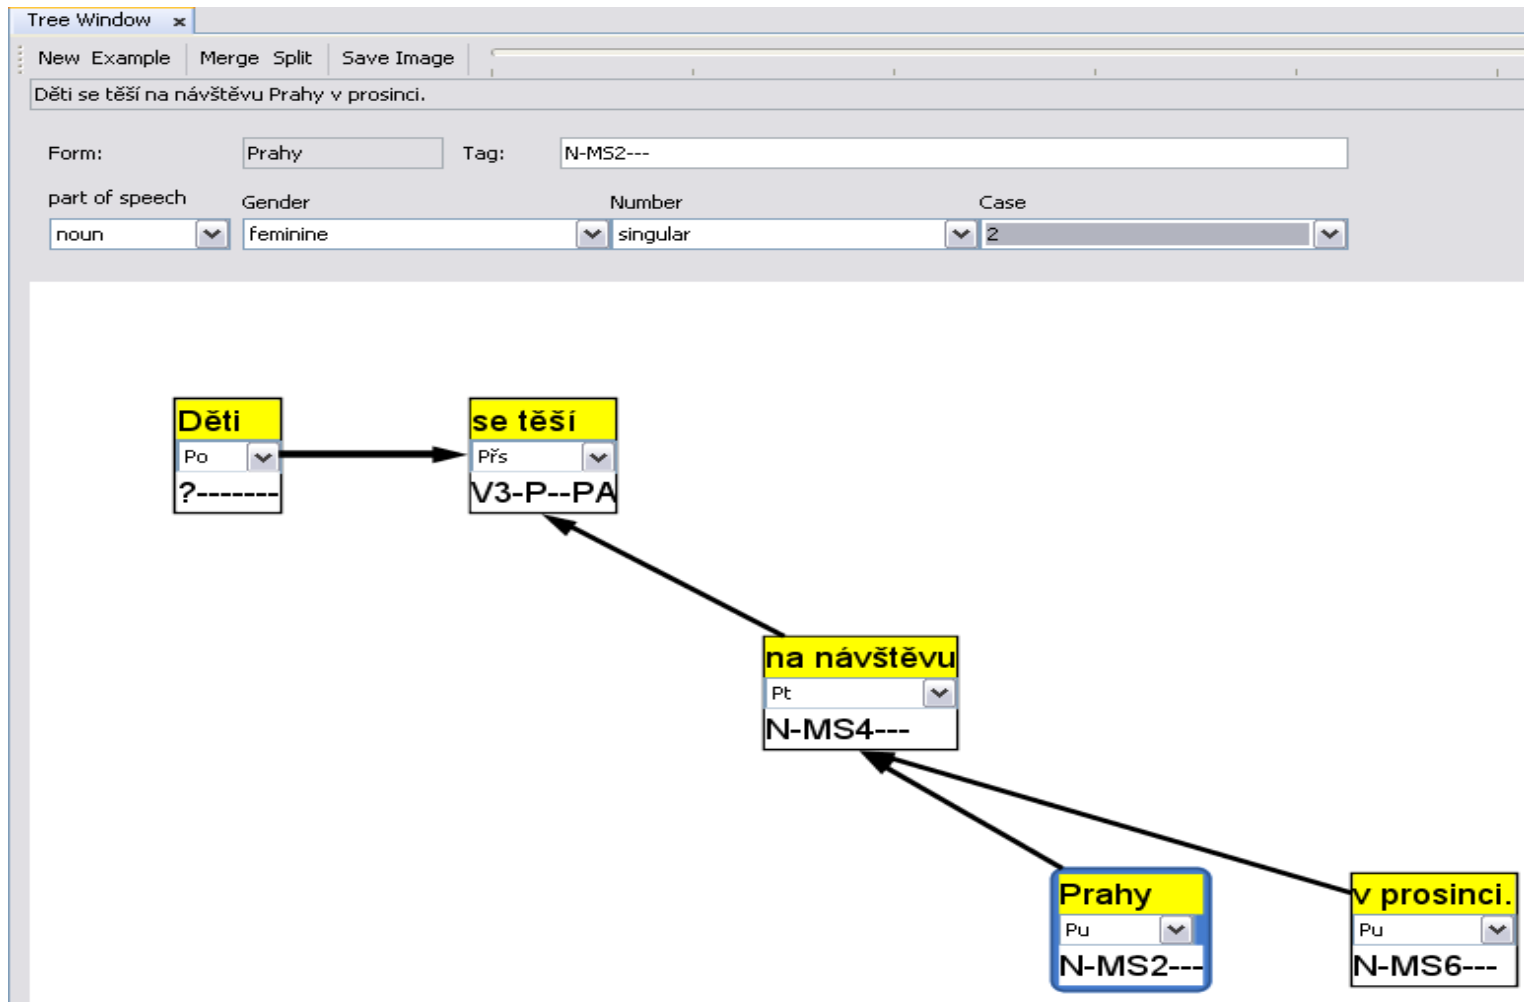 Tree Window x
New Example Merge Split Save Image
Děti se těší na návštěvu Prahy v prosinci.
Form: Prahy Tag: N-MS2---
part of speech Gender Number Case
noun feminine singular 2
Děti se těší
Po Přs
?------- V3-P--PA
na návštěvu
Pt
N-MS4---
Prahy v prosinci.
Pu Pu
N-MS2--- N-MS6---